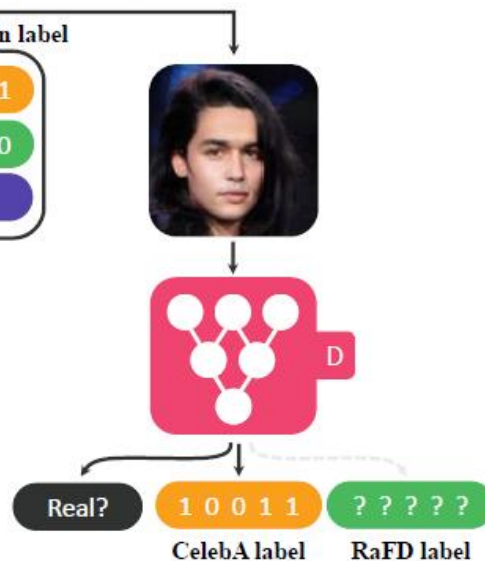 n label
1
0
D
Real?
1 0 0 1 1
? ? ? ? ?
CelebA label
RaFD label